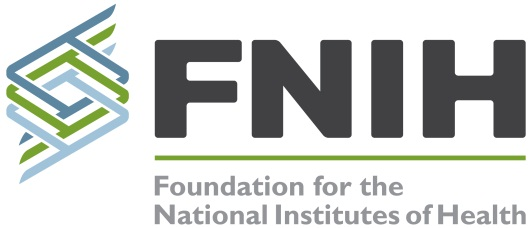 FNIH
Foundation for the
National Institutes of Health